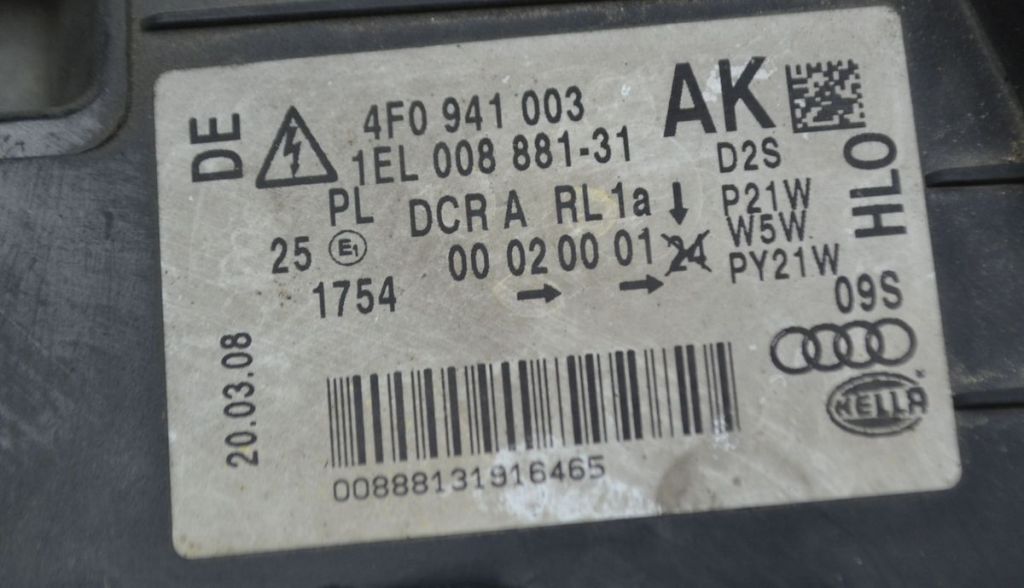 DE
4F0 941 003 AK
1EL 008 881-31 D2S
PL DCR A RL 1a ↓ P21W
25 E1 00 02 00 01 24 W5W
PY21W
1754 → → 09S
HLO
20.03.08
HELLA
00888131916465